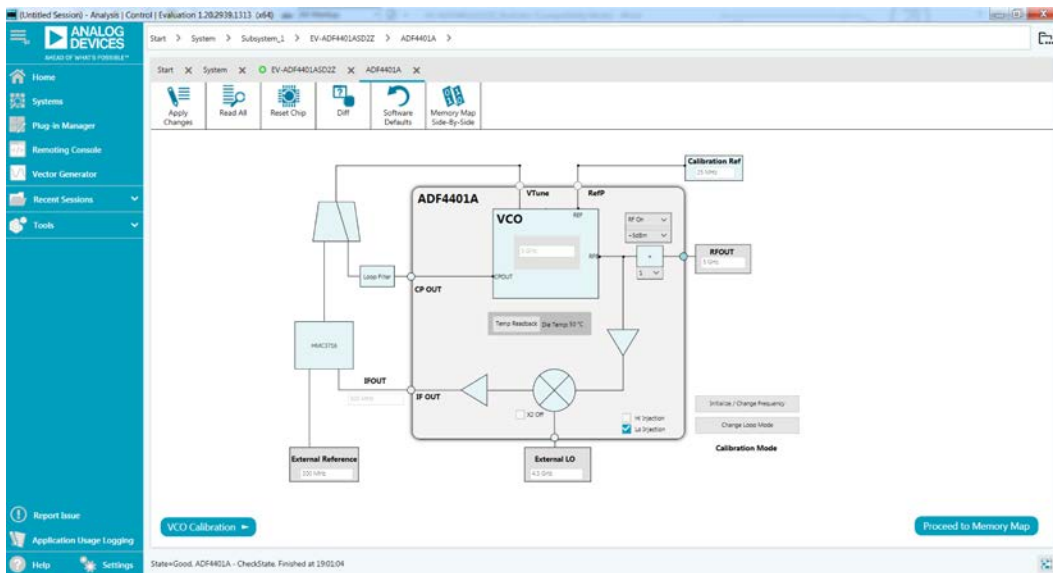 (Untitled Session) - Analysis | Control | Evaluation 1.20.2939.1313 (x64)
ANALOG
DEVICES
AHEAD OF WHAT'S POSSIBLE™
Start > System > Subsystem_1 > EV-ADF4401ASD2Z > ADF4401A >
Start X System X EV-ADF4401ASD2Z X ADF4401A X
Home
Systems
Plug-in Manager
Remoting Console
Vector Generator
Recent Sessions
Tools
Apply
Changes
Read All
Reset Chip
Diff
Software
Defaults
Memory Map
Side-By-Side
Calibration Ref
25 MHz
ADF4401A
VTune
RefP
VCO
REF
5 GHz
RF On
+5dBm
RFOUT
5 GHz
1
Loop Filter
CPOUT
CP OUT
Temp Readback Die Temp: 50 °C
HMC3716
IFOUT
500 MHz
IF OUT
X2 Off
Hi Injection
Lo Injection
Initialize / Change Frequency
Change Loop Mode
Calibration Mode
External Reference
External LO
4.5 GHz
VCO Calibration
Proceed to Memory Map
Report Issue
Application Usage Logging
Help
Settings
State=Good. ADF4401A - CheckState. Finished at 19:01:04